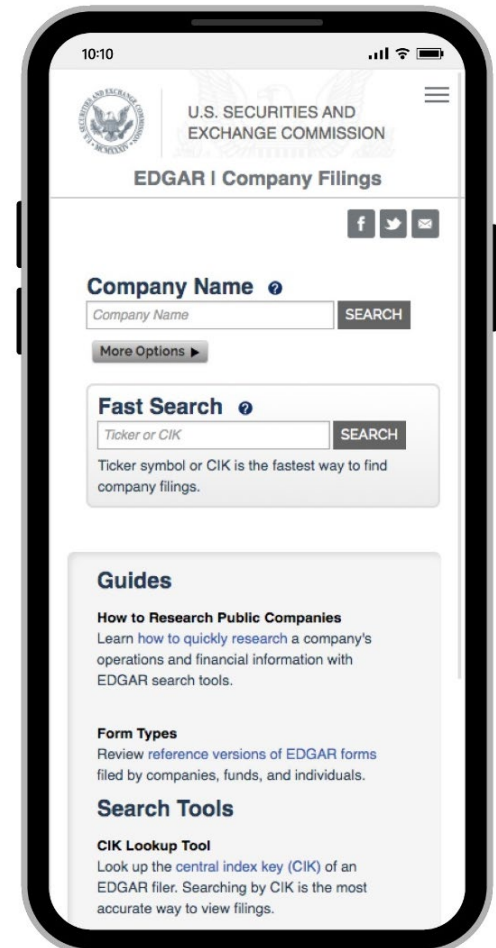 10:10
U.S. SECURITIES AND
EXCHANGE COMMISSION
EDGAR | Company Filings
Company Name ?
Company Name
SEARCH
More Options ▶
Fast Search ?
Ticker or CIK
SEARCH
Ticker symbol or CIK is the fastest way to find
company filings.
Guides
How to Research Public Companies
Learn how to quickly research a company's
operations and financial information with
EDGAR search tools.
Form Types
Review reference versions of EDGAR forms
filed by companies, funds, and individuals.
Search Tools
CIK Lookup Tool
Look up the central index key (CIK) of an
EDGAR filer. Searching by CIK is the most
accurate way to view filings.